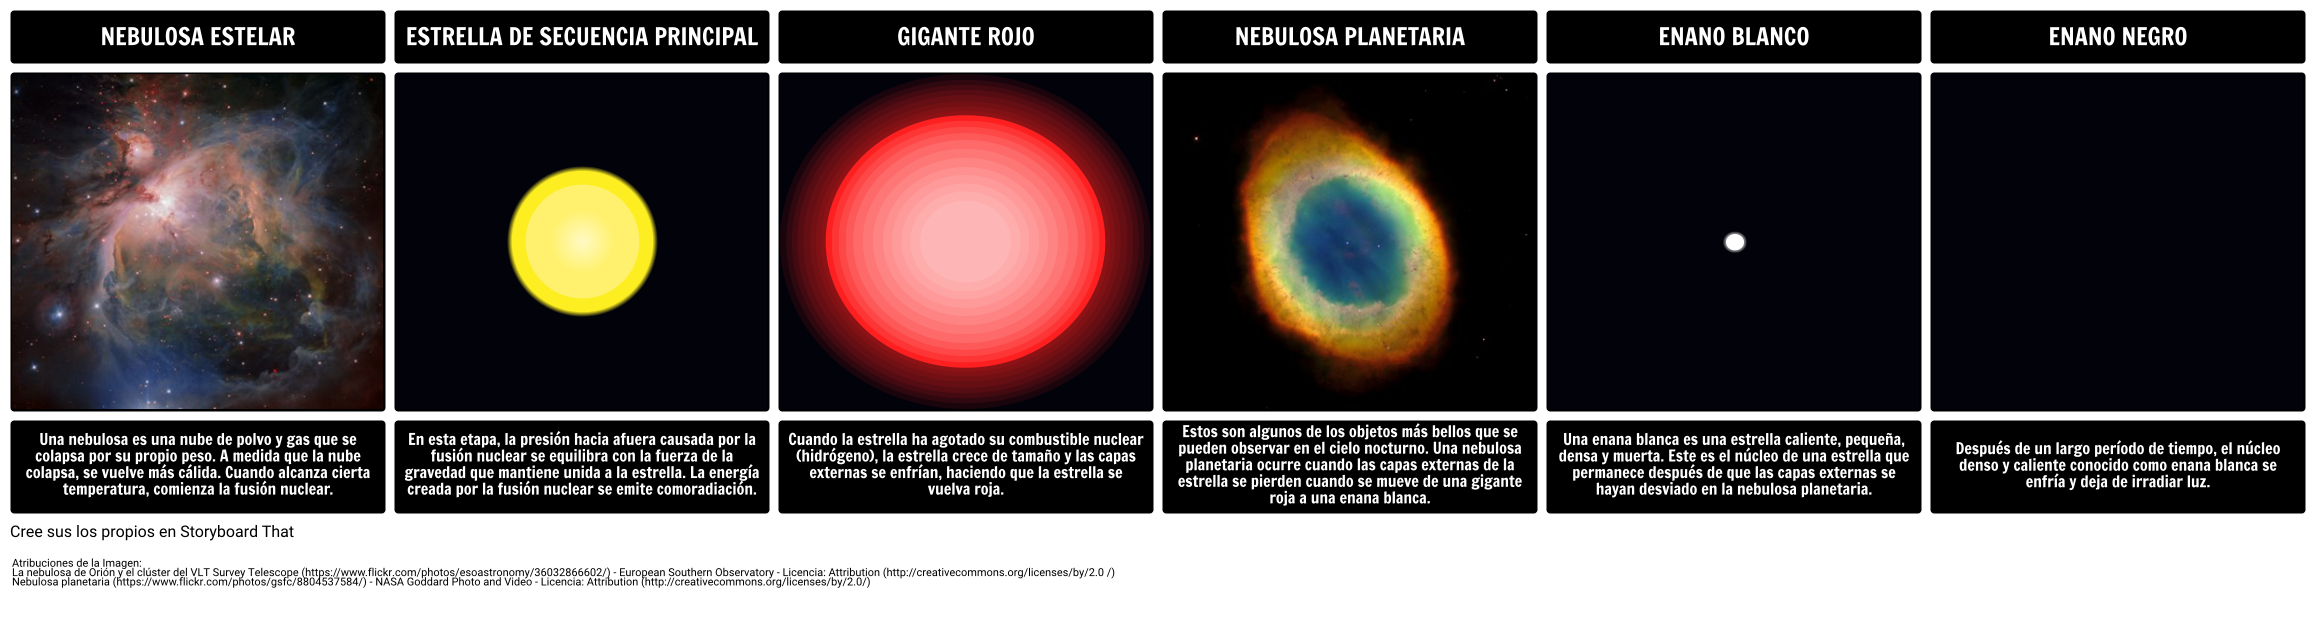 NEBULOSA ESTELAR
ESTRELLA DE SECUENCIA PRINCIPAL
GIGANTE ROJO
NEBULOSA PLANETARIA
ENANO BLANCO
ENANO NEGRO
Una nebulosa es una nube de polvo y gas que se
colapsa por su propio peso. A medida que la nube
colapsa, se vuelve más cálida. Cuando alcanza cierta
temperatura, comienza la fusión nuclear.
En esta etapa, la presión hacia afuera causada por la
fusión nuclear se equilibra con la fuerza de la
gravedad que mantiene unida a la estrella. La energía
creada por la fusión nuclear se emite comoradiación.
Cuando la estrella ha agotado su combustible nuclear
(hidrógeno), la estrella crece de tamaño y las capas
externas se enfrían, haciendo que la estrella se
vuelva roja.
Estos son algunos de los objetos más bellos que se
pueden observar en el cielo nocturno. Una nebulosa
planetaria ocurre cuando las capas externas de la
estrella se pierden cuando se mueve de una gigante
roja a una enana blanca.
Una enana blanca es una estrella caliente, pequeña,
densa y muerta. Este es el núcleo de una estrella que
permanece después de que las capas externas se
hayan desviado en la nebulosa planetaria.
Después de un largo período de tiempo, el núcleo
denso y caliente conocido como enana blanca se
enfría y deja de irradiar luz.
Cree sus los propios en Storyboard That
Atribuciones de la Imagen:
La nebulosa de Orión y el clúster del VLT Survey Telescope (https://www.flickr.com/photos/esoastronomy/36032866602/) - European Southern Observatory - Licencia: Attribution (http://creativecommons.org/licenses/by/2.0 /)
Nebulosa planetaria (https://www.flickr.com/photos/gsfc/8804537584/) - NASA Goddard Photo and Video - Licencia: Attribution (http://creativecommons.org/licenses/by/2.0/)